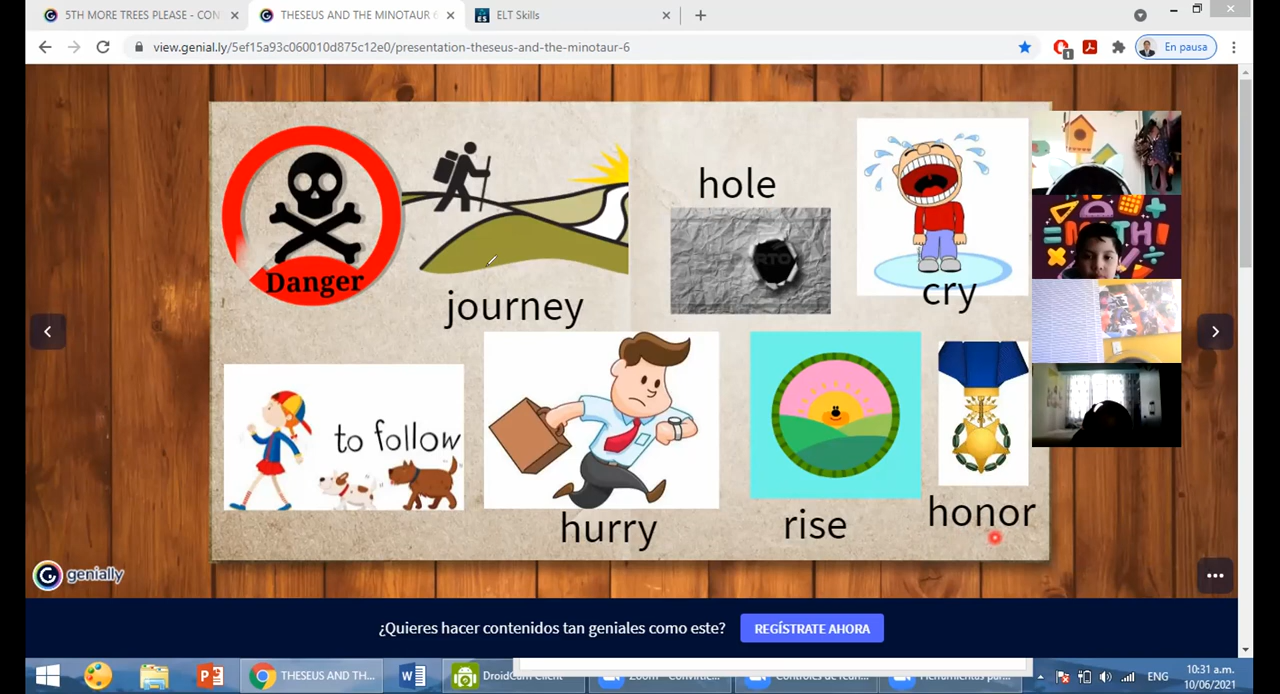 5TH MORE TREES PLEASE - CON
THESEUS AND THE MINOTAUR 6
ELT Skills
view.genial.ly/5ef15a93c060010d875c12e0/presentation-theseus-and-the-minotaur-6
1
En pausa
Danger
journey
hole
cry
to follow
hurry
rise
honor
genially
¿Quieres hacer contenidos tan geniales como este?
REGÍSTRATE AHORA
THESEUS AND TH...
DroidCam Client
ENG
10:31 a.m.
10/06/2021